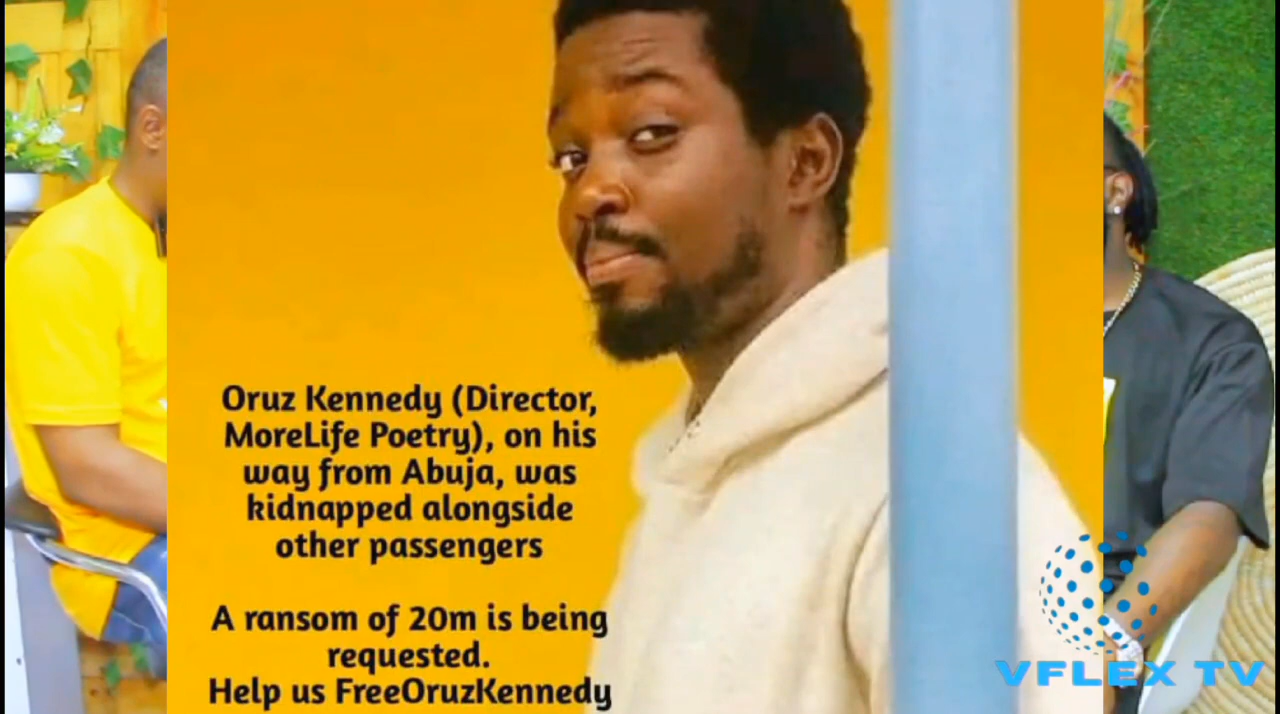 Oruz Kennedy (Director,
MoreLife Poetry), on his
way from Abuja, was
kidnapped alongside
other passengers
A ransom of 20m is being
requested.
Help us FreeOruzKennedy
VFLEX TV